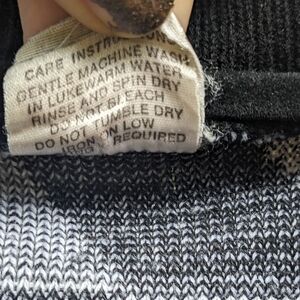 CARE INSTRUCTIONS
GENTLE MACHINE WASH
IN LUKEWARM WATER
RINSE AND SPIN DRY
DO NOT BLEACH
DO NOT TUMBLE DRY
IRON ON LOW
REQUIRED